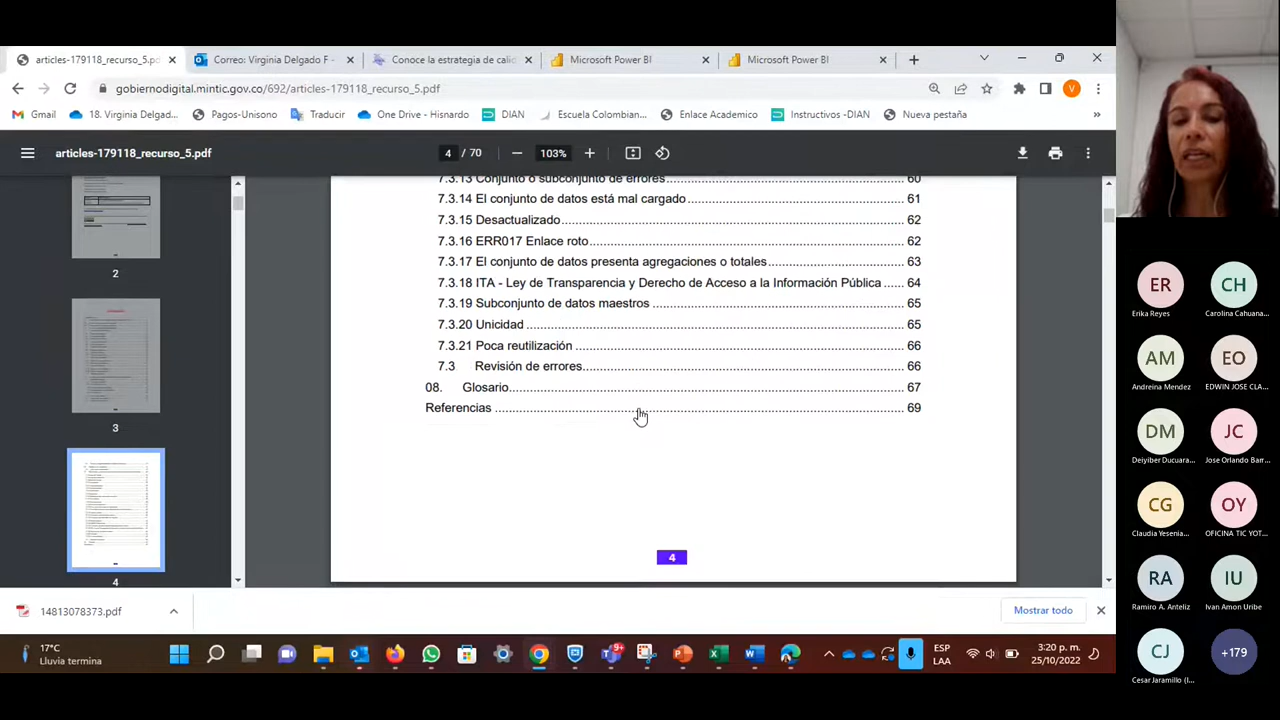 articles-179118_recurso_5.pd
Correo: Virginia Delgado F -
Conoce la estrategia de calid
Microsoft Power BI
Microsoft Power BI
gobiernodigital.mintic.gov.co/692/articles-179118_recurso_5.pdf
V
Gmail
18. Virginia Delgad...
Pagos-Unisono
Traducir
One Drive - Hisnardo
DIAN
Escuela Colombian...
Enlace Academico
Instructivos -DIAN
Nueva pestaña
articles-179118_recurso_5.pdf
4 / 70
103%
2
3
4
7.3.13 Conjunto o subconjunto de errores 60
7.3.14 El conjunto de datos está mal cargado 61
7.3.15 Desactualizado 62
7.3.16 ERR017 Enlace roto 62
7.3.17 El conjunto de datos presenta agregaciones o totales 63
7.3.18 ITA - Ley de Transparencia y Derecho de Acceso a la Información Pública 64
7.3.19 Subconjunto de datos maestros 65
7.3.20 Unicidad 65
7.3.21 Poca reutilización 66
7.3 Revisión de errores 66
08. Glosario 67
Referencias 69
4
14813078373.pdf
Mostrar todo
17°C
Lluvia termina
ESP
LAA
3:20 p. m.
25/10/2022
ER
Erika Reyes
CH
Carolina Cahuana...
AM
Andreina Mendez
EO
EDWIN JOSE CLA...
DM
Deiyiber Ducuara...
JC
Jose Orlando Barr...
CG
Claudia Yesenia...
OY
OFICINA TIC YOT...
RA
Ramiro A. Anteliz
IU
Ivan Amon Uribe
CJ
Cesar Jaramillo (I...
+179